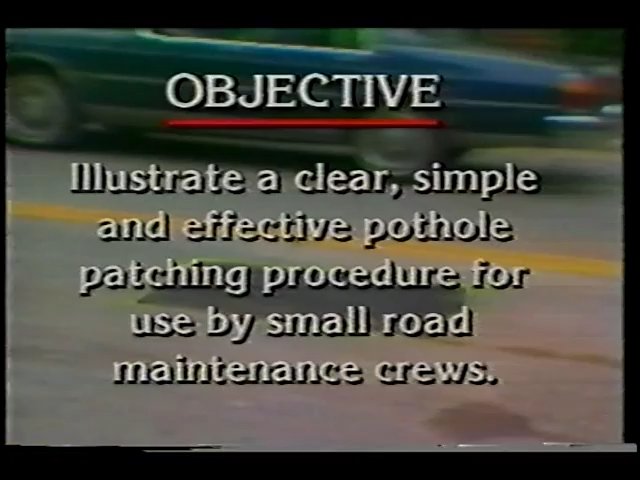 OBJECTIVE
Illustrate a clear, simple
and effective pothole
patching procedure for
use by small road
maintenance crews.